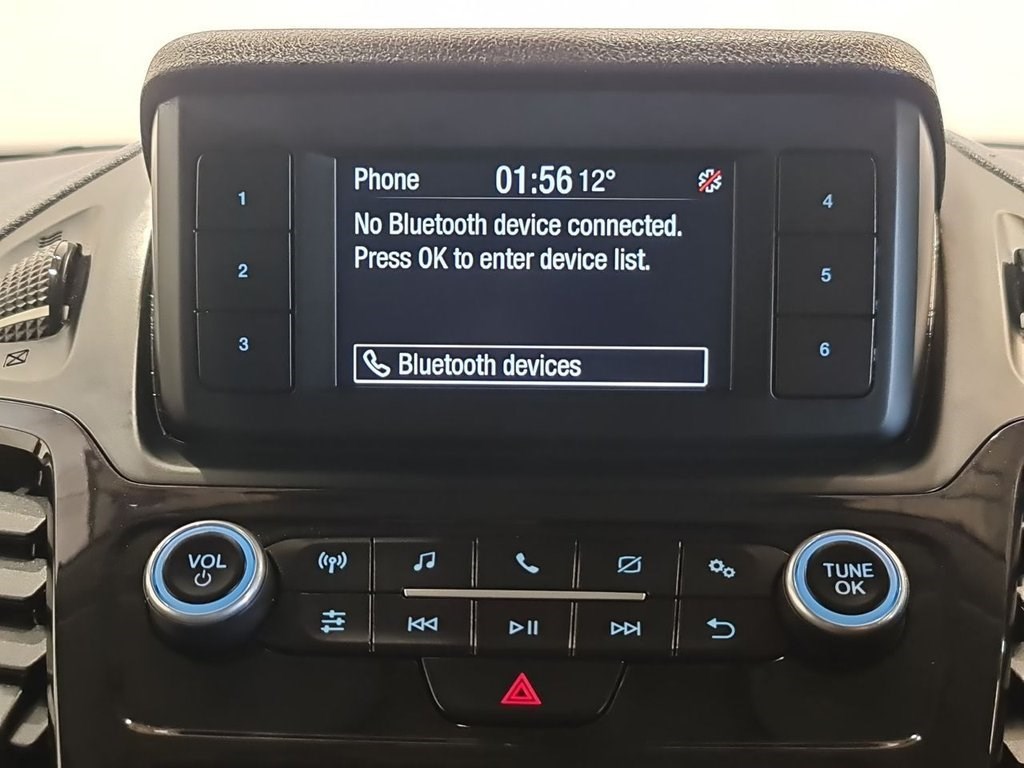 Phone 01:56 12°
No Bluetooth device connected.
Press OK to enter device list.
Bluetooth devices
1
2
3
4
5
6
VOL
TUNE
OK